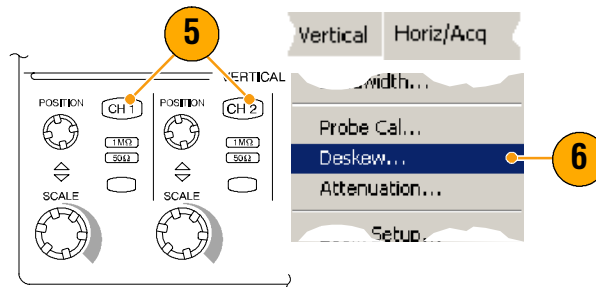 5
VERTICAL
POSITION
CH 1
POSITION
CH 2
1MΩ
50Ω
1MΩ
50Ω
SCALE
SCALE
Vertical Horiz/Acq
Probe Cal...
Deskew...
6
Attenuation...
Setup...